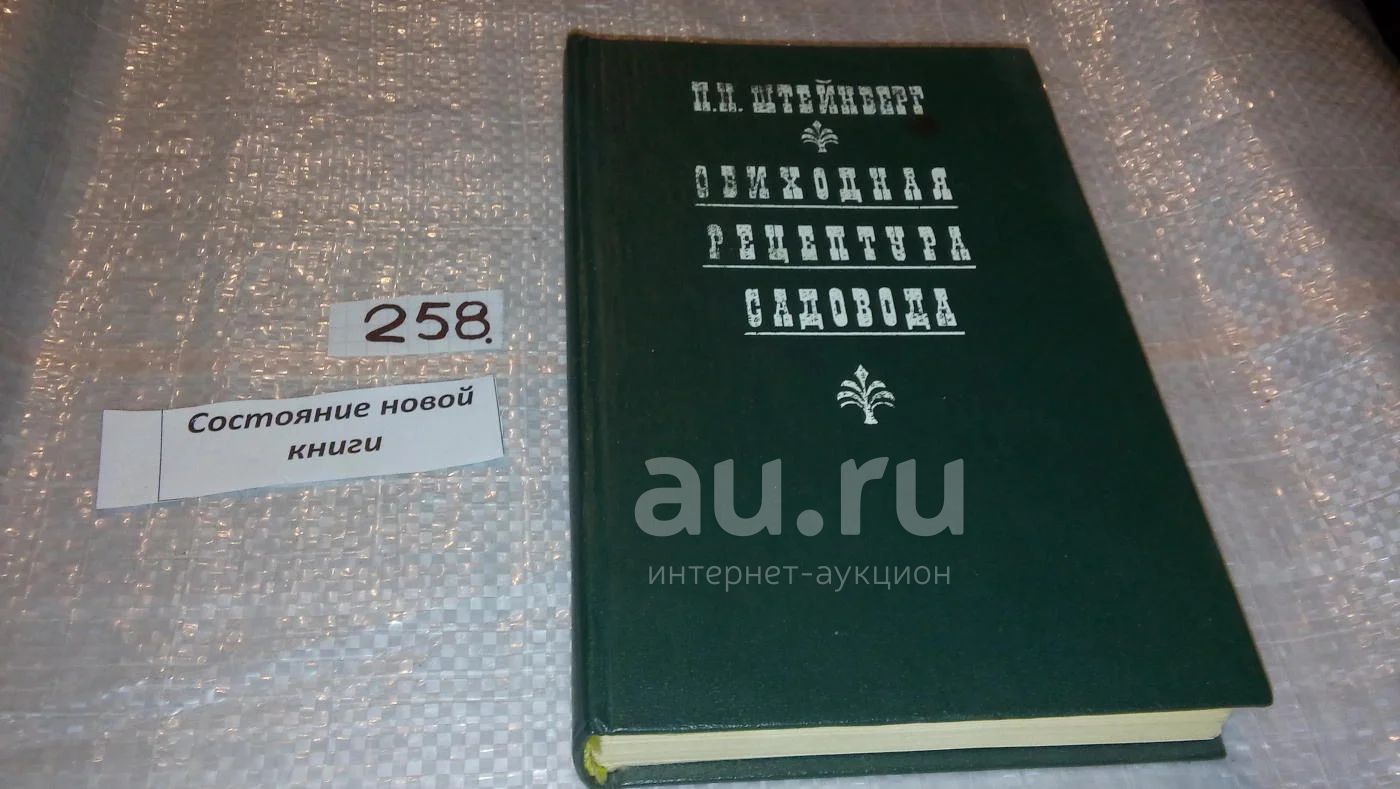 П.Н. ШТЕЙНБЕРГ
ОБИХОДНАЯ
РЕЦЕПТУРА
САДОВОДА
258.
Состояние новой
книги
au.ru
интернет-аукцион